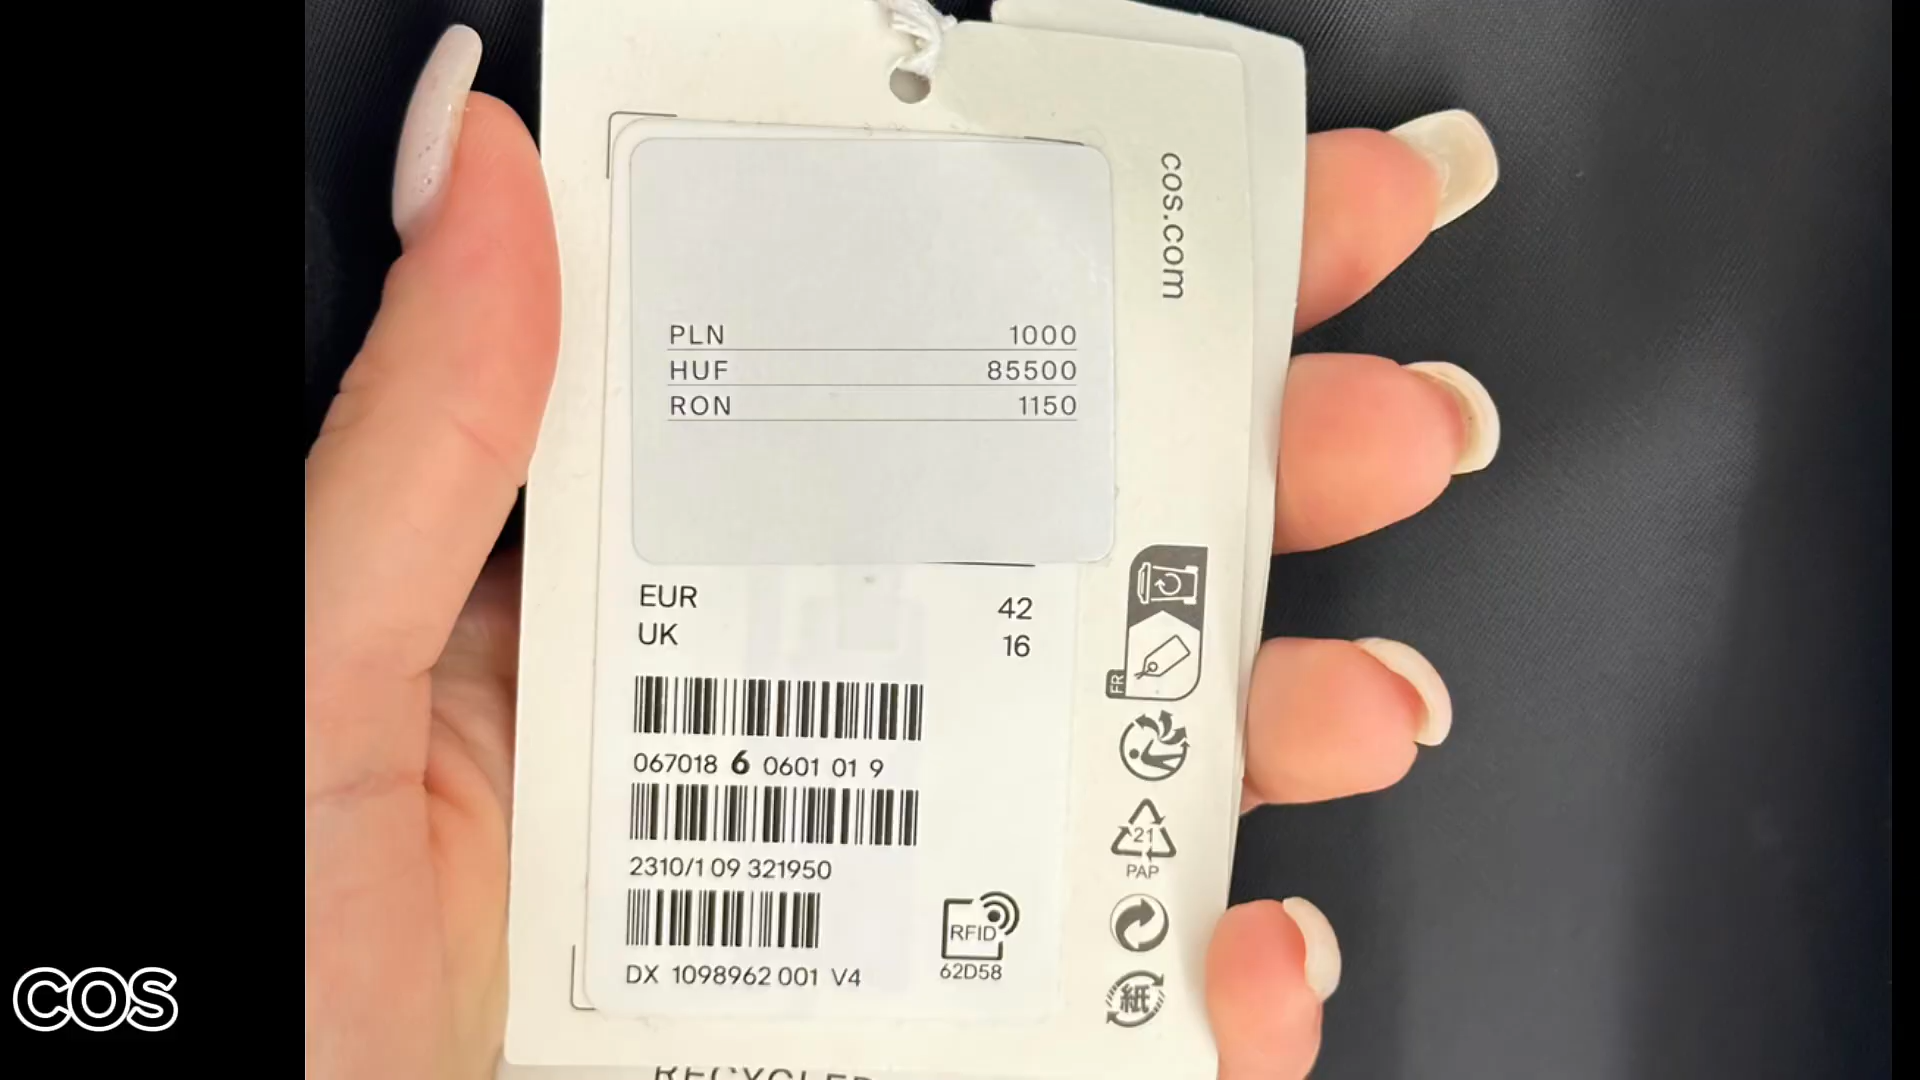 cos.com
PLN 1000
HUF 85500
RON 1150
EUR 42
UK 16
067018 6 0601 01 9
2310/1 09 321950
DX 1098962 001 V4
RFID
62D58
FR
21
PAP
紙
RECYCLED
COS